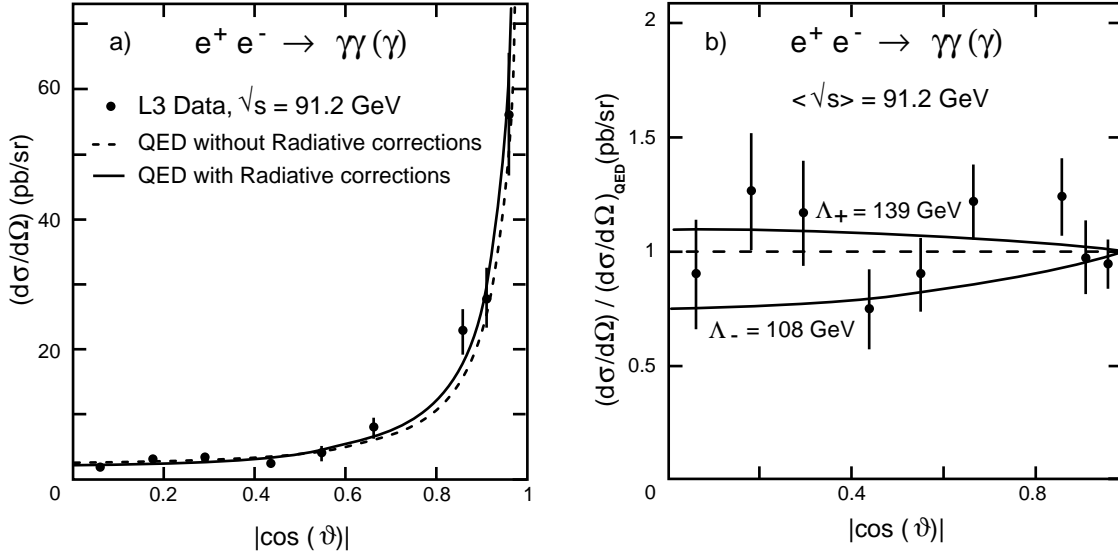 a) e⁺ e⁻ → γγ (γ)
L3 Data, √s = 91.2 GeV
QED without Radiative corrections
QED with Radiative corrections
(dσ/dΩ) (pb/sr)
60
40
20
0
0 0.2 0.4 0.6 0.8 1
|cos (ϑ)|
b) e⁺ e⁻ → γγ (γ)
<√s> = 91.2 GeV
(dσ/dΩ) / (dσ/dΩ)QED(pb/sr)
2
1.5
1
0.5
0
Λ+ = 139 GeV
Λ- = 108 GeV
0.4 0.8
|cos (ϑ)|